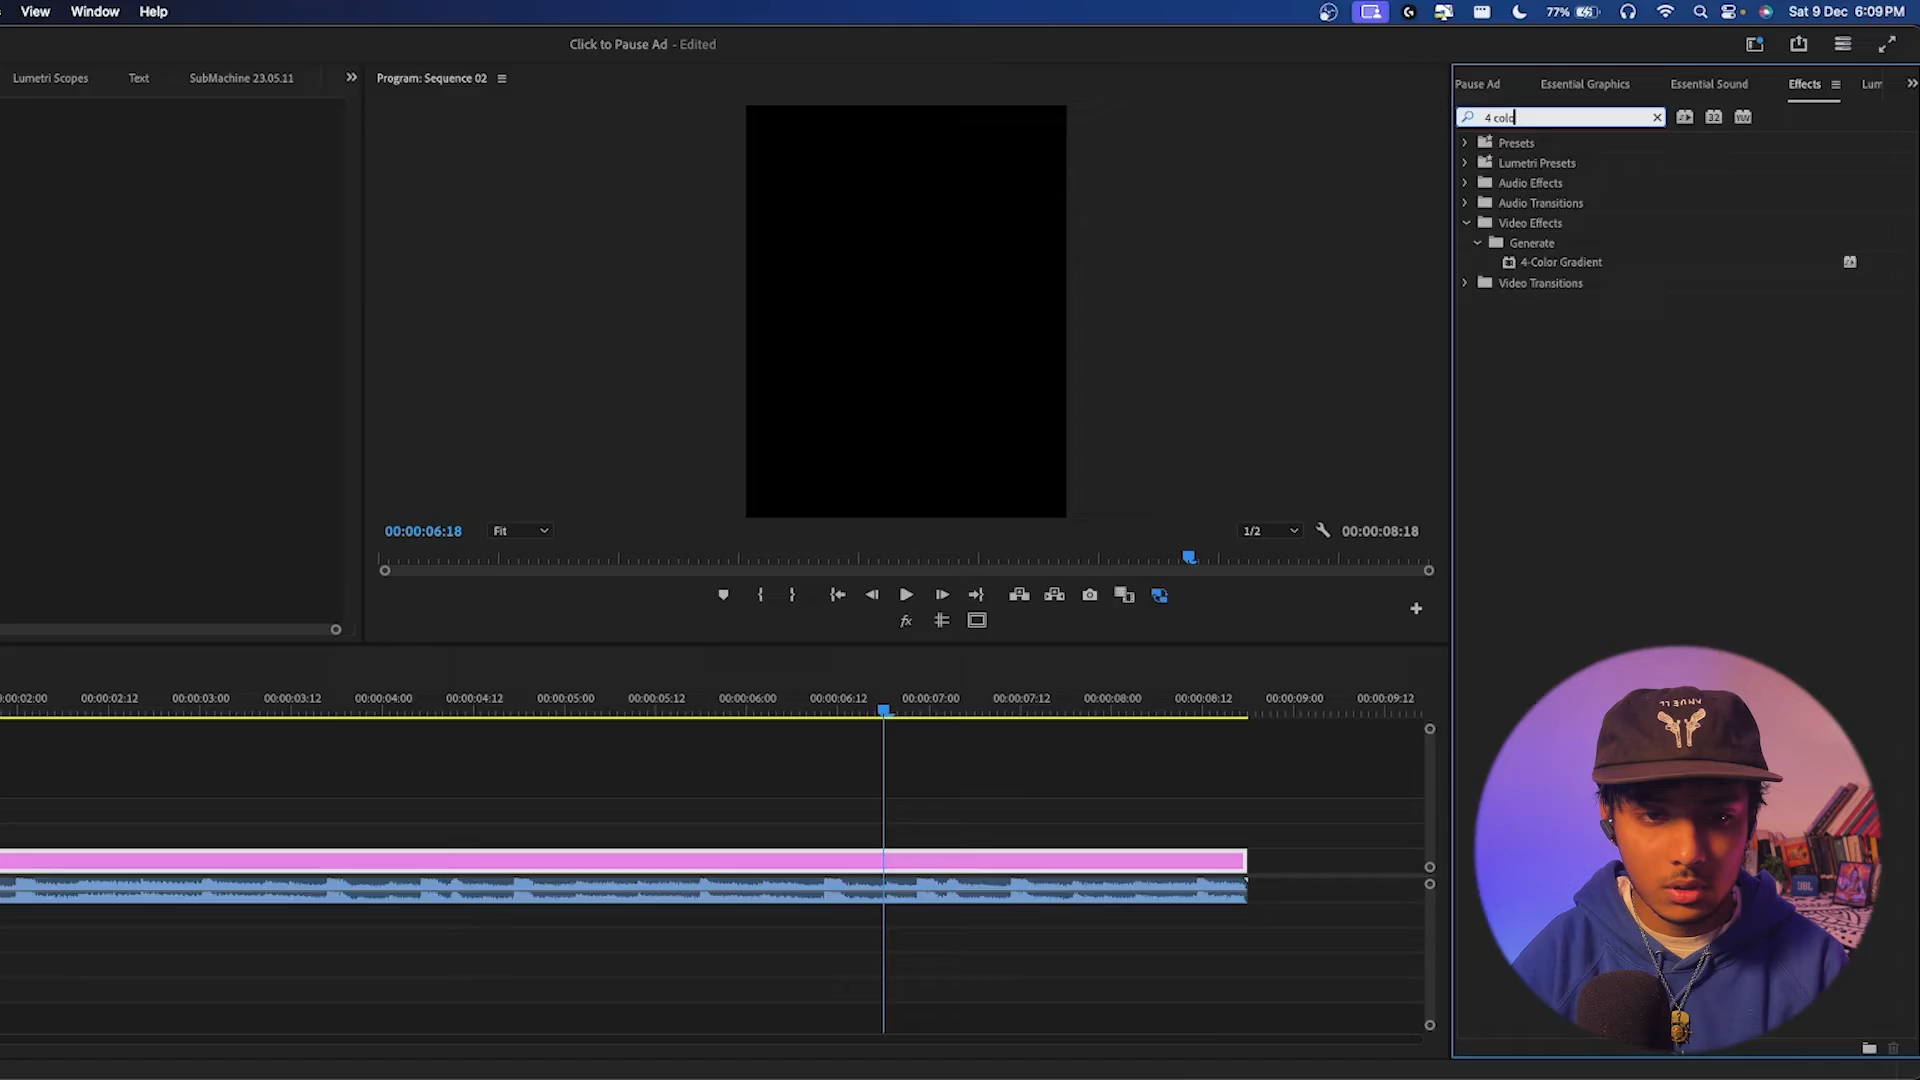 View Window Help
77%
Sat 9 Dec 6:09 PM
Click to Pause Ad - Edited
Lumetri Scopes Text SubMachine 23.05.11
Program: Sequence 02
Pause Ad Essential Graphics Essential Sound Effects Lum
4 colo
32 YUV
Presets
Lumetri Presets
Audio Effects
Audio Transitions
Video Effects
Generate
4-Color Gradient
Video Transitions
00:00:06:18 Fit 1/2 00:00:08:18
fx
:00:02:00 00:00:02:12 00:00:03:00 00:00:03:12 00:00:04:00 00:00:04:12 00:00:05:00 00:00:05:12 00:00:06:00 00:00:06:12 00:00:07:00 00:00:07:12 00:00:08:00 00:00:08:12 00:00:09:00 00:00:09:12
JBL